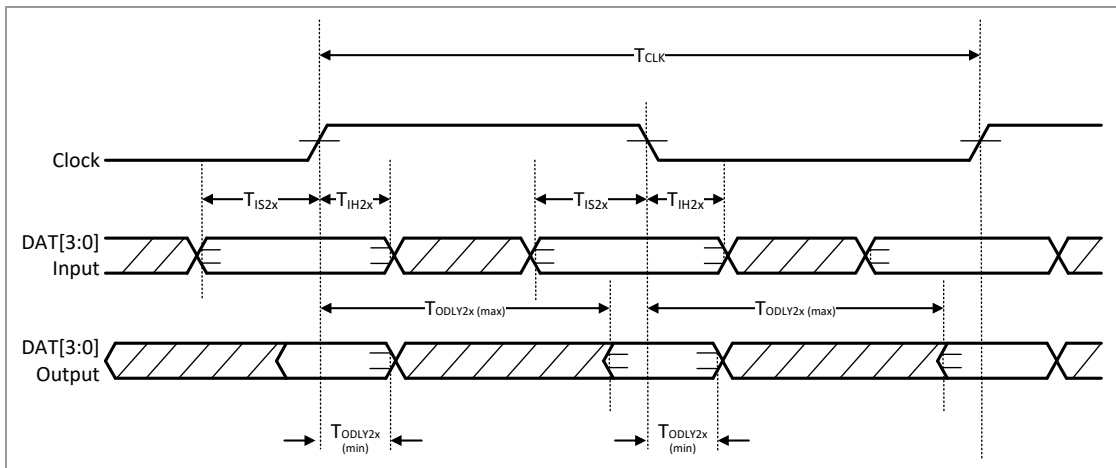 TCLK
Clock
TIS2x TIH2x TIS2x TIH2x
DAT[3:0]
Input
TODLY2x (max) TODLY2x (max)
DAT[3:0]
Output
TODLY2x TODLY2x
(min) (min)